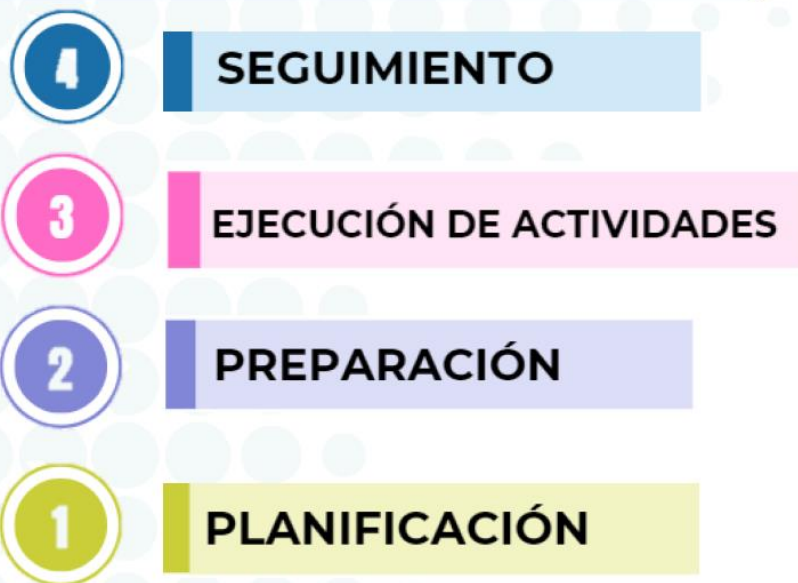 4 SEGUIMIENTO
3 EJECUCIÓN DE ACTIVIDADES
2 PREPARACIÓN
1 PLANIFICACIÓN